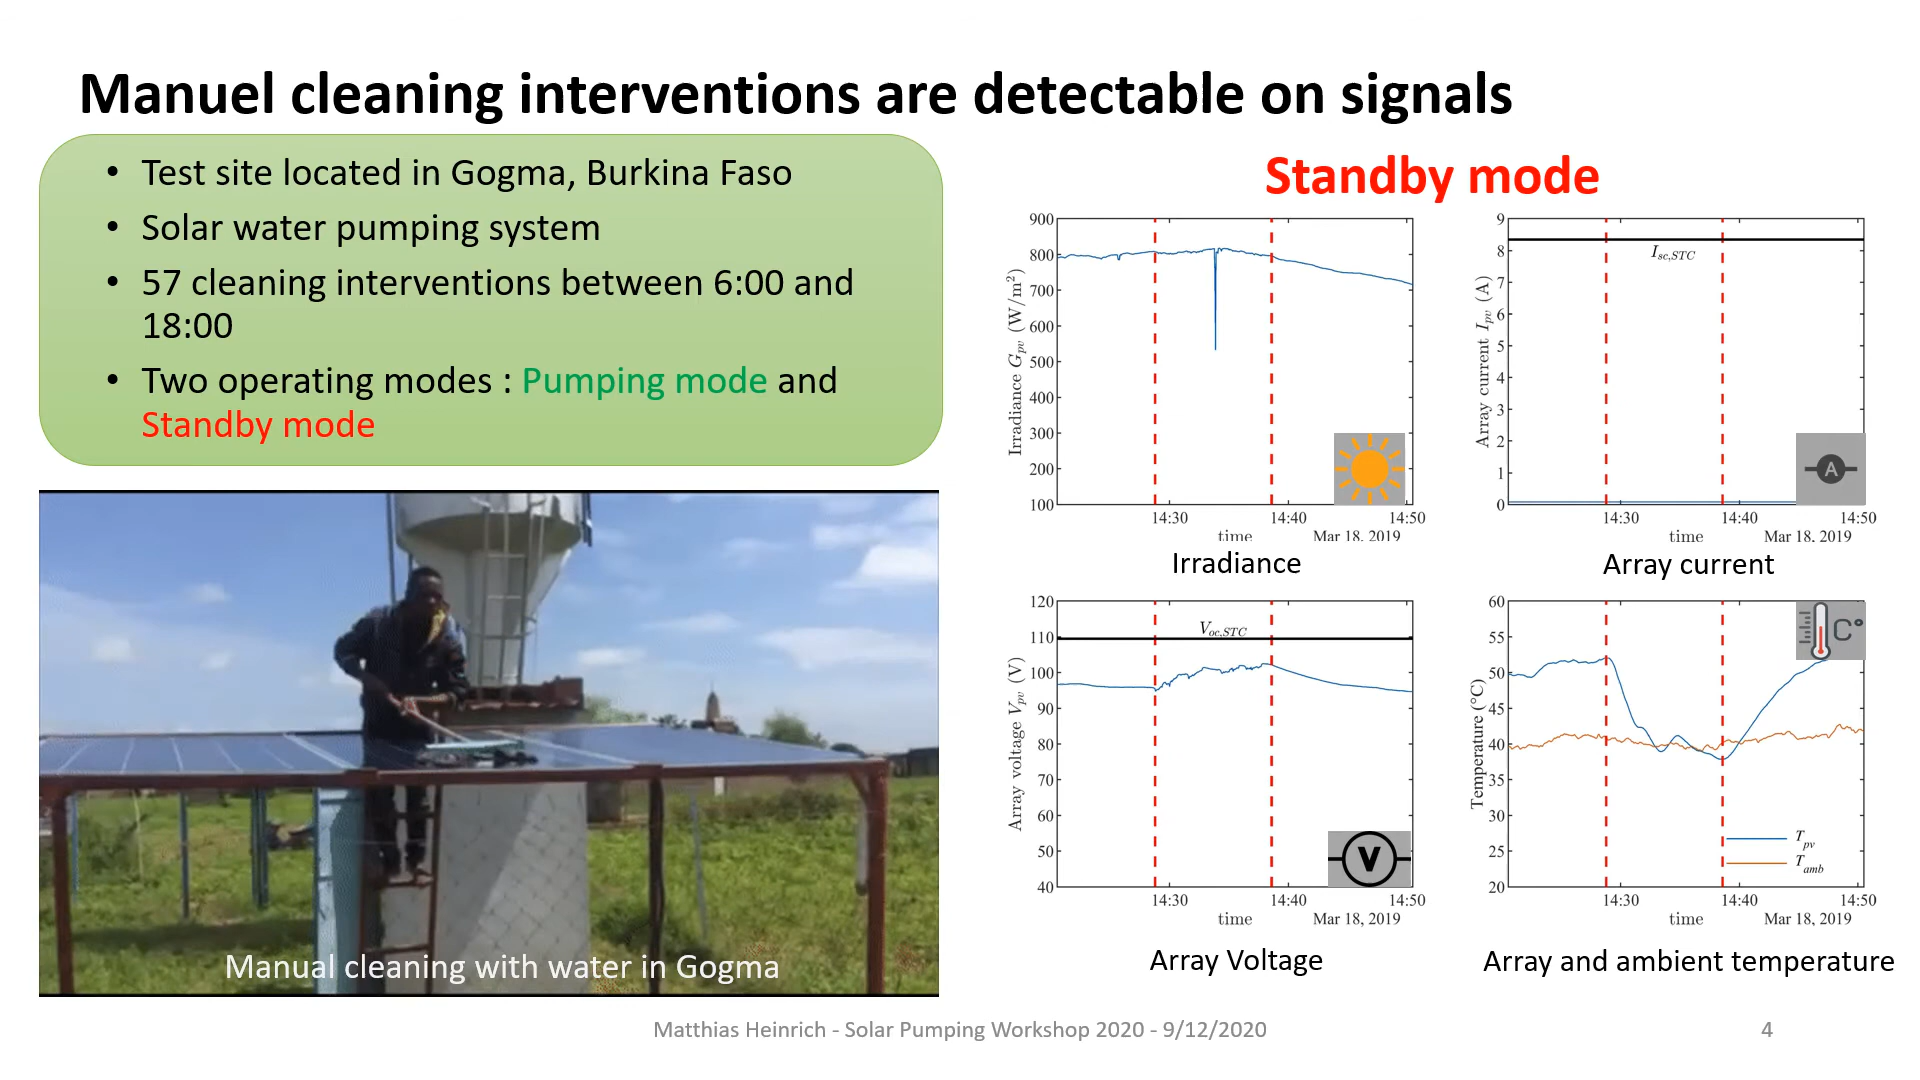 Manuel cleaning interventions are detectable on signals
• Test site located in Gogma, Burkina Faso
• Solar water pumping system
• 57 cleaning interventions between 6:00 and
18:00
• Two operating modes : Pumping mode and
Standby mode
Manual cleaning with water in Gogma
Standby mode
900
800
700
600
500
400
300
200
100
Irradiance Gpv (W/m²)
14:30 14:40 14:50
time Mar 18, 2019
Irradiance
9
8
7
6
5
4
3
2
1
0
Array current Ipv (A)
Isc,STC
A
14:30 14:40 14:50
time Mar 18, 2019
Array current
120
110
100
90
80
70
60
50
40
Array voltage Vpv (V)
Voc,STC
V
14:30 14:40 14:50
time Mar 18, 2019
Array Voltage
60
55
50
45
40
35
30
25
20
Temperature (°C)
C°
Tpv
Tamb
14:30 14:40 14:50
time Mar 18, 2019
Array and ambient temperature
Matthias Heinrich - Solar Pumping Workshop 2020 - 9/12/2020
4